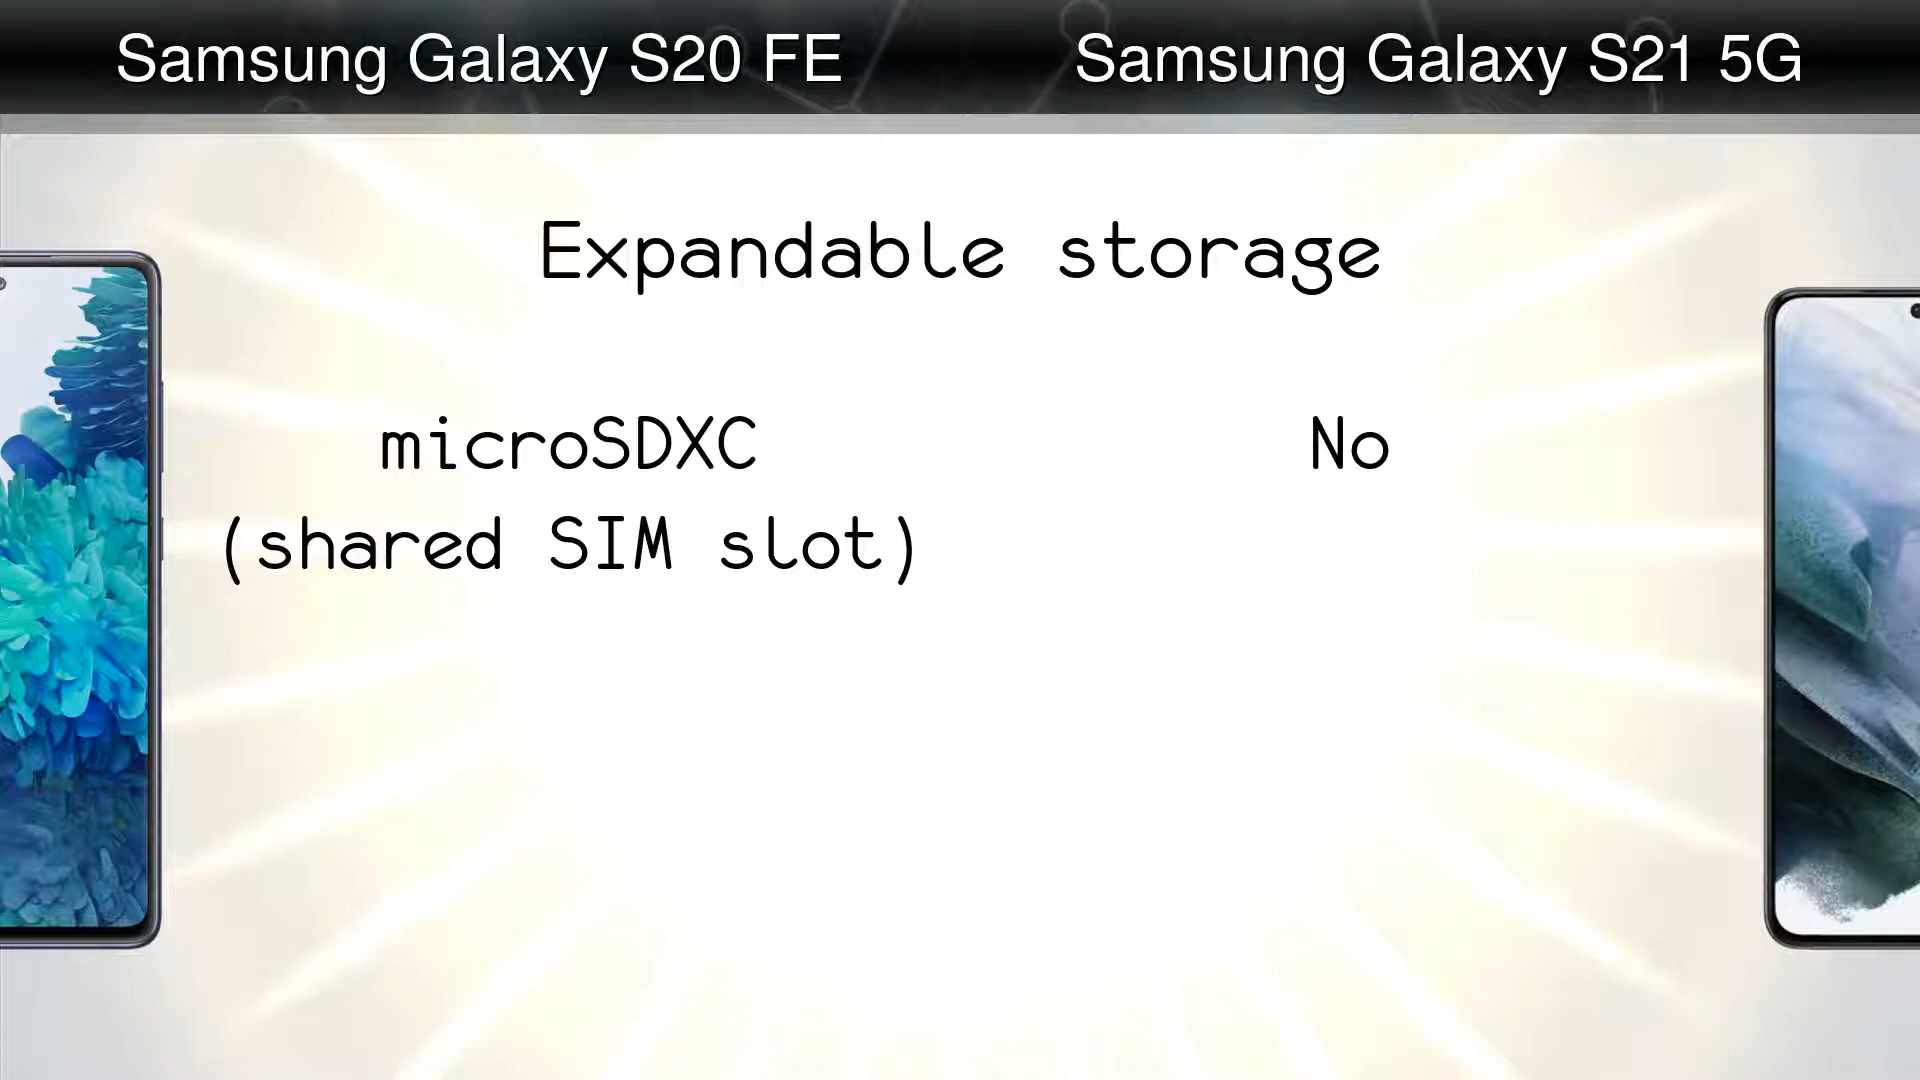 Samsung Galaxy S20 FE
Samsung Galaxy S21 5G
Expandable storage
microSDXC
(shared SIM slot)
No